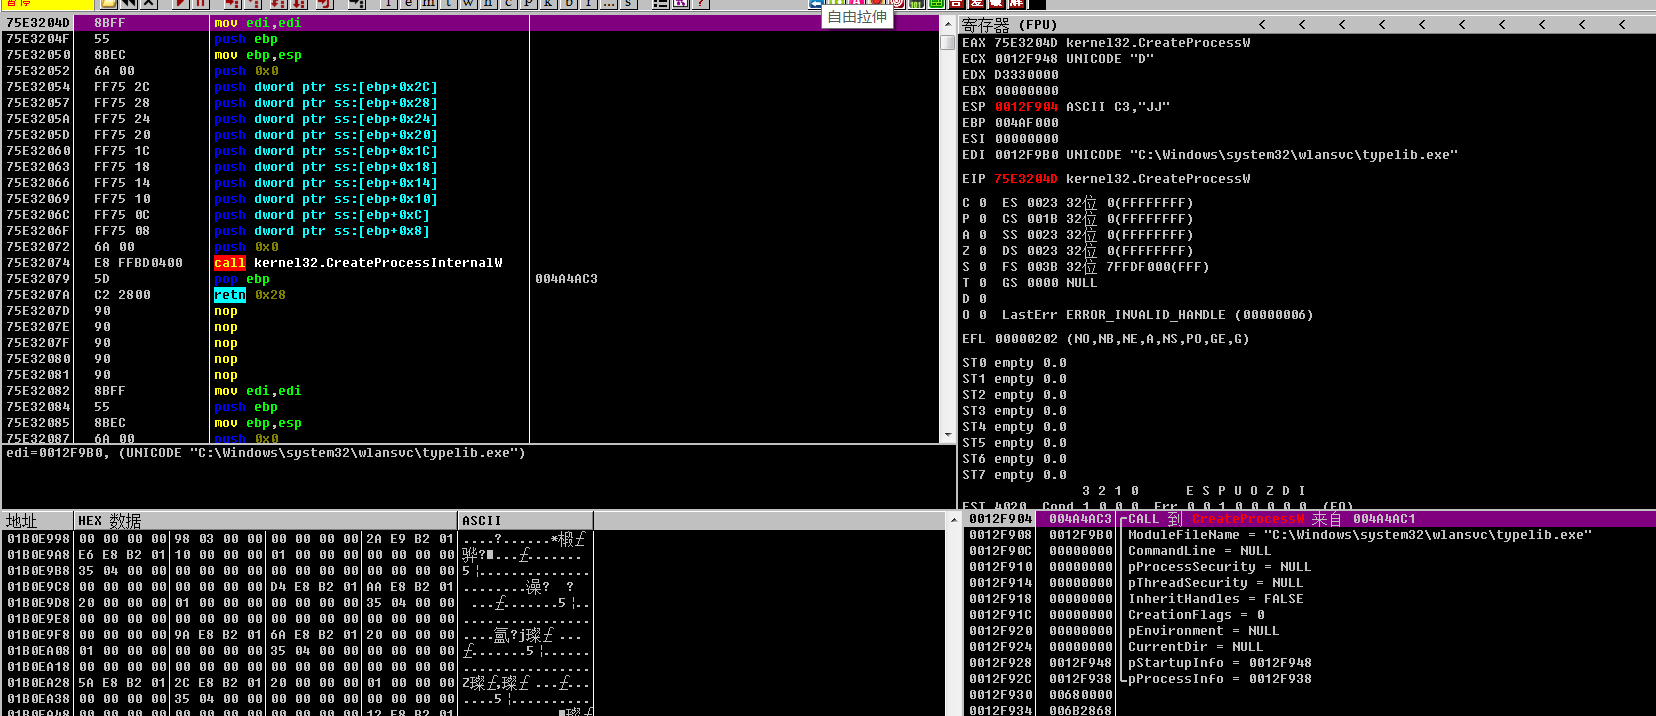 暂停
l e m t w h c P k b r ... s
自由拉伸
75E3204D 8BFF mov edi,edi
75E3204F 55 push ebp
75E32050 8BEC mov ebp,esp
75E32052 6A 00 push 0x0
75E32054 FF75 2C push dword ptr ss:[ebp+0x2C]
75E32057 FF75 28 push dword ptr ss:[ebp+0x28]
75E3205A FF75 24 push dword ptr ss:[ebp+0x24]
75E3205D FF75 20 push dword ptr ss:[ebp+0x20]
75E32060 FF75 1C push dword ptr ss:[ebp+0x1C]
75E32063 FF75 18 push dword ptr ss:[ebp+0x18]
75E32066 FF75 14 push dword ptr ss:[ebp+0x14]
75E32069 FF75 10 push dword ptr ss:[ebp+0x10]
75E3206C FF75 0C push dword ptr ss:[ebp+0xC]
75E3206F FF75 08 push dword ptr ss:[ebp+0x8]
75E32072 6A 00 push 0x0
75E32074 E8 FFBD0400 call kernel32.CreateProcessInternalW
75E32079 5D pop ebp 004A4AC3
75E3207A C2 2800 retn 0x28
75E3207D 90 nop
75E3207E 90 nop
75E3207F 90 nop
75E32080 90 nop
75E32081 90 nop
75E32082 8BFF mov edi,edi
75E32084 55 push ebp
75E32085 8BEC mov ebp,esp
75E32087 6A 00 push 0x0
edi=0012F9B0, (UNICODE "C:\Windows\system32\wlansvc\typelib.exe")
寄存器 (FPU) < < < < < < < < < <
EAX 75E3204D kernel32.CreateProcessW
ECX 0012F948 UNICODE "D"
EDX D3330000
EBX 00000000
ESP 0012F904 ASCII C3,"JJ"
EBP 004AF000
ESI 00000000
EDI 0012F9B0 UNICODE "C:\Windows\system32\wlansvc\typelib.exe"
EIP 75E3204D kernel32.CreateProcessW
C 0 ES 0023 32位 0(FFFFFFFF)
P 0 CS 001B 32位 0(FFFFFFFF)
A 0 SS 0023 32位 0(FFFFFFFF)
Z 0 DS 0023 32位 0(FFFFFFFF)
S 0 FS 003B 32位 7FFDF000(FFF)
T 0 GS 0000 NULL
D 0
O 0 LastErr ERROR_INVALID_HANDLE (00000006)
EFL 00000202 (NO,NB,NE,A,NS,PO,GE,G)
ST0 empty 0.0
ST1 empty 0.0
ST2 empty 0.0
ST3 empty 0.0
ST4 empty 0.0
ST5 empty 0.0
ST6 empty 0.0
ST7 empty 0.0
3 2 1 0 E S P U O Z D I
FST 4020 Cond 1 0 0 0 Err 0 0 1 0 0 0 0 0 (EQ)
地址 HEX 数据 ASCII
01B0E998 00 00 00 00 98 03 00 00 00 00 00 00 2A E9 B2 01 ....?......*椴£
01B0E9A8 E6 E8 B2 01 10 00 00 00 01 00 00 00 00 00 00 00
01B0E9B8 35 04 00 00 00 00 00 00 00 00 00 00 00 00 00 00
01B0E9C8 00 00 00 00 00 00 00 00 D4 E8 B2 01 AA E8 B2 01
01B0E9D8 20 00 00 00 01 00 00 00 00 00 00 00 35 04 00 00
01B0E9E8 00 00 00 00 00 00 00 00 00 00 00 00 00 00 00 00 ................
01B0E9F8 00 00 00 00 9A E8 B2 01 6A E8 B2 01 20 00 00 00
01B0EA08 01 00 00 00 00 00 00 00 35 04 00 00 00 00 00 00
01B0EA18 00 00 00 00 00 00 00 00 00 00 00 00 00 00 00 00 ................
01B0EA28 5A E8 B2 01 2C E8 B2 01 20 00 00 00 01 00 00 00
01B0EA38 00 00 00 00 35 04 00 00 00 00 00 00 00 00 00 00
01B0EA48 00 00 00 00 00 00 00 00 00 00 00 00 12 E8 B2 01
0012F904 004A4AC3 CALL 到 CreateProcessW 来自 004A4AC1
0012F908 0012F9B0 ModuleFileName = "C:\Windows\system32\wlansvc\typelib.exe"
0012F90C 00000000 CommandLine = NULL
0012F910 00000000 pProcessSecurity = NULL
0012F914 00000000 pThreadSecurity = NULL
0012F918 00000000 InheritHandles = FALSE
0012F91C 00000000 CreationFlags = 0
0012F920 00000000 pEnvironment = NULL
0012F924 00000000 CurrentDir = NULL
0012F928 0012F948 pStartupInfo = 0012F948
0012F92C 0012F938 pProcessInfo = 0012F938
0012F930 00680000
0012F934 006B2868